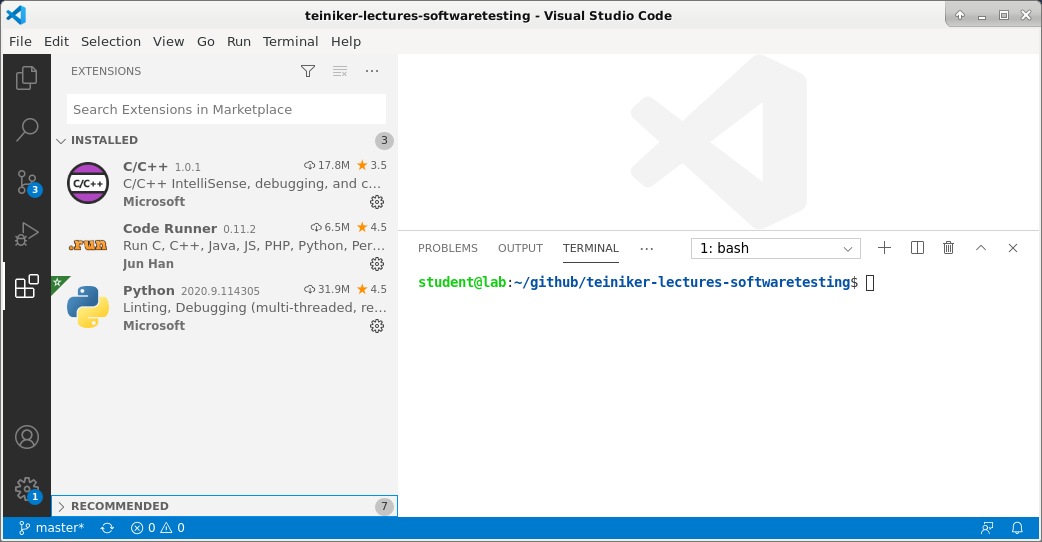 teiniker-lectures-softwaretesting - Visual Studio Code
File Edit Selection View Go Run Terminal Help
EXTENSIONS
Search Extensions in Marketplace
INSTALLED 3
C/C++
C/C++ 1.0.1 17.8M 3.5
C/C++ IntelliSense, debugging, and c...
Microsoft
.run
Code Runner 0.11.2 6.5M 4.5
Run C, C++, Java, JS, PHP, Python, Per...
Jun Han
Python 2020.9.114305 31.9M 4.5
Linting, Debugging (multi-threaded, re...
Microsoft
RECOMMENDED 7
3
1
PROBLEMS OUTPUT TERMINAL ... 1: bash
student@lab:~/github/teiniker-lectures-softwaretesting$
master* 0 0